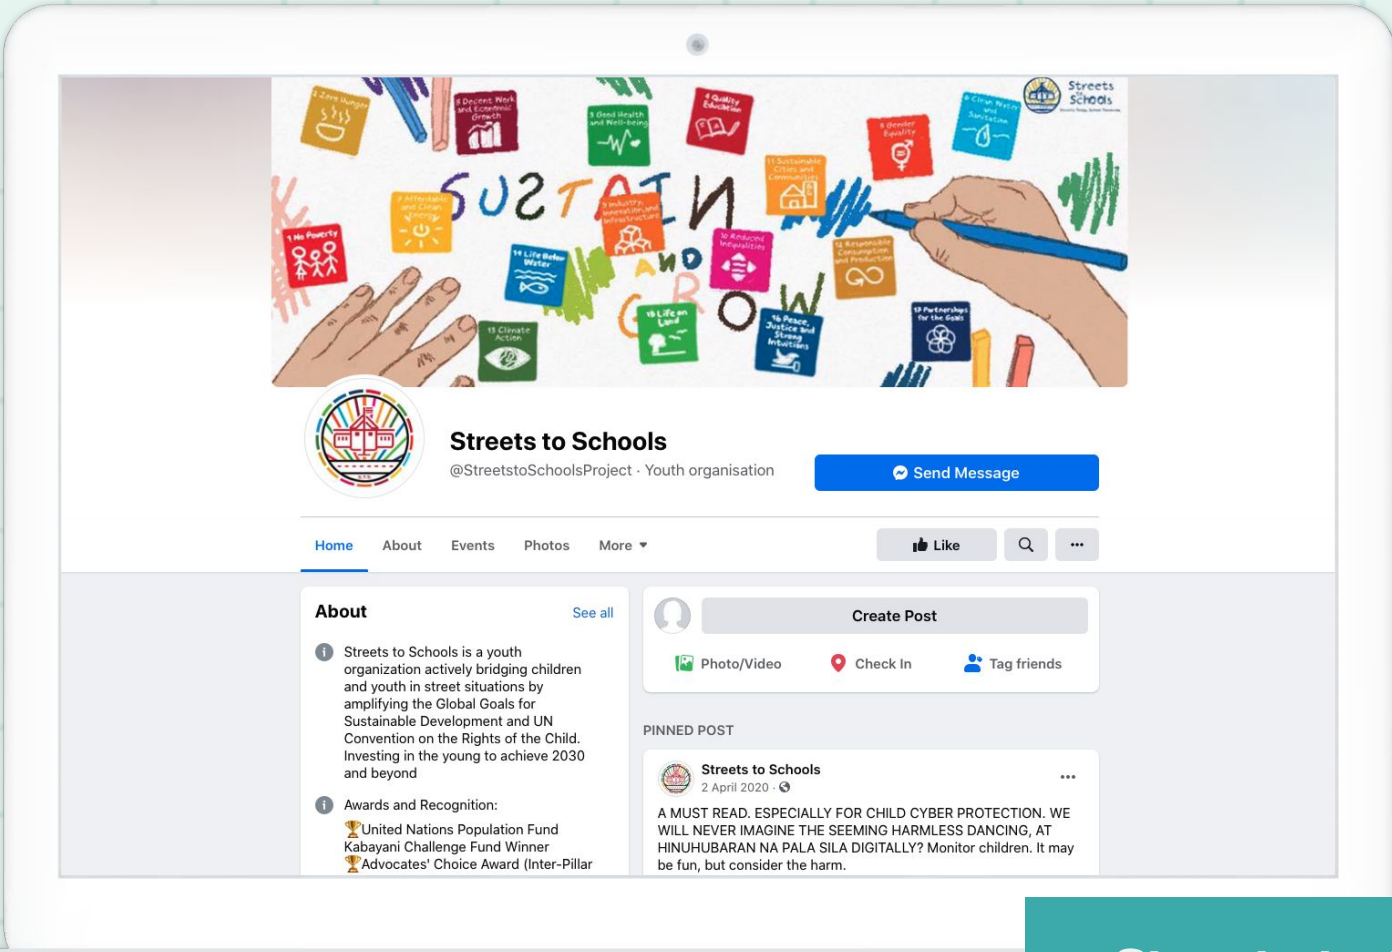 Streets
to
Schools
1 Zero Hunger
8 Decent Work
and Economic
Growth
3 Good Health
and Well-being
4 Quality
Education
5 Gender
Equality
6 Clean Water
and
Sanitation
11 Sustainable
Cities and
Communities
7 Affordable
and Clean
Energy
SUSTAIN
9 Industry
Innovation and
Infrastructure
10 Reduced
Inequalities
12 Responsible
Consumption
and Production
1 No Poverty
14 Life Below
Water
AND
GROW
13 Climate
Action
15 Life on
Land
16 Peace,
Justice and
Strong
Intuitions
17 Partnerships
for the Goals
Streets to Schools
@StreetstoSchoolsProject · Youth organisation
Send Message
Home About Events Photos More
Like
About
See all
Streets to Schools is a youth
organization actively bridging children
and youth in street situations by
amplifying the Global Goals for
Sustainable Development and UN
Convention on the Rights of the Child.
Investing in the young to achieve 2030
and beyond
Awards and Recognition:
🏆United Nations Population Fund
Kabayani Challenge Fund Winner
🏆Advocates' Choice Award (Inter-Pillar
Create Post
Photo/Video Check In Tag friends
PINNED POST
Streets to Schools
2 April 2020 ·
A MUST READ. ESPECIALLY FOR CHILD CYBER PROTECTION. WE
WILL NEVER IMAGINE THE SEEMING HARMLESS DANCING, AT
HINUHUBARAN NA PALA SILA DIGITALLY? Monitor children. It may
be fun, but consider the harm.